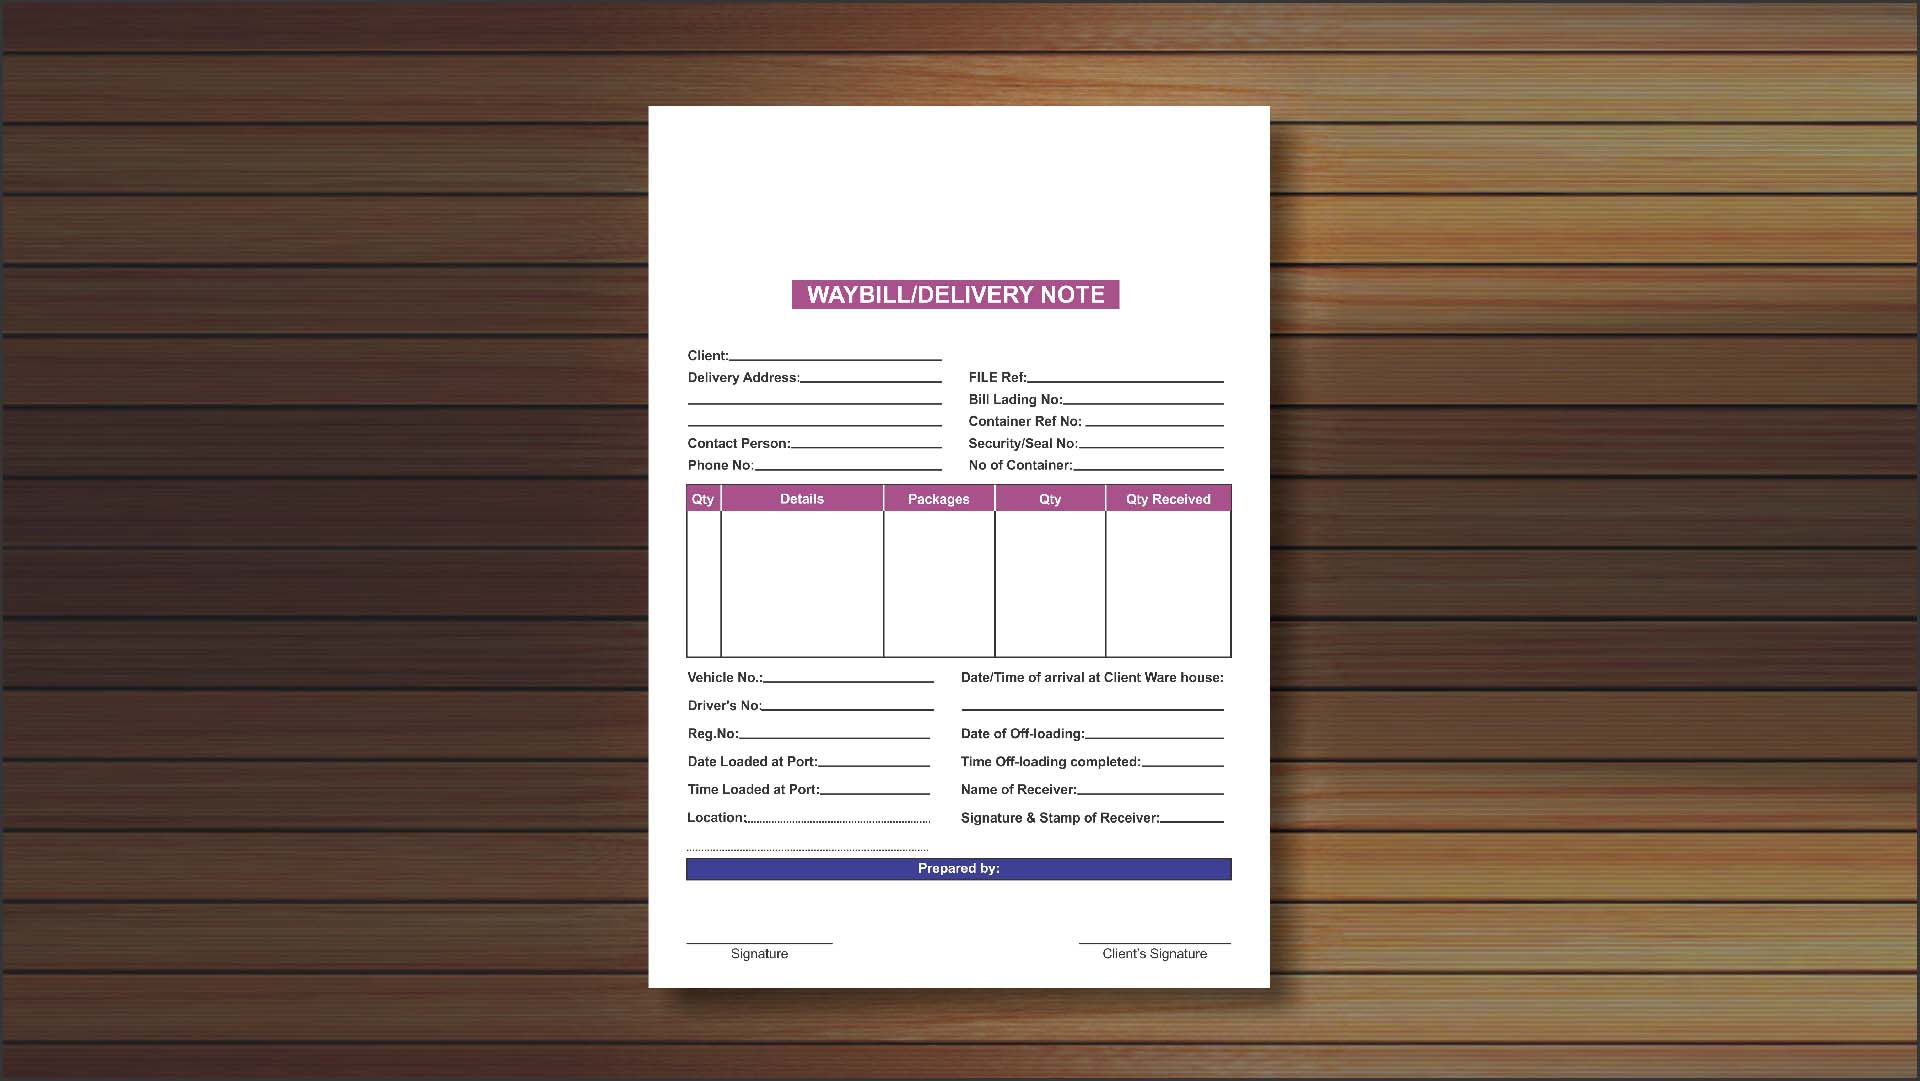 WAYBILL/DELIVERY NOTE
Client:
Delivery Address:
FILE Ref:
Bill Lading No:
Container Ref No:
Contact Person:
Security/Seal No:
Phone No:
No of Container:
Qty Details Packages Qty Qty Received
Vehicle No.:
Date/Time of arrival at Client Ware house:
Driver's No:
Reg.No:
Date of Off-loading:
Date Loaded at Port:
Time Off-loading completed:
Time Loaded at Port:
Name of Receiver:
Location:
Signature & Stamp of Receiver:
Prepared by:
Signature
Client's Signature